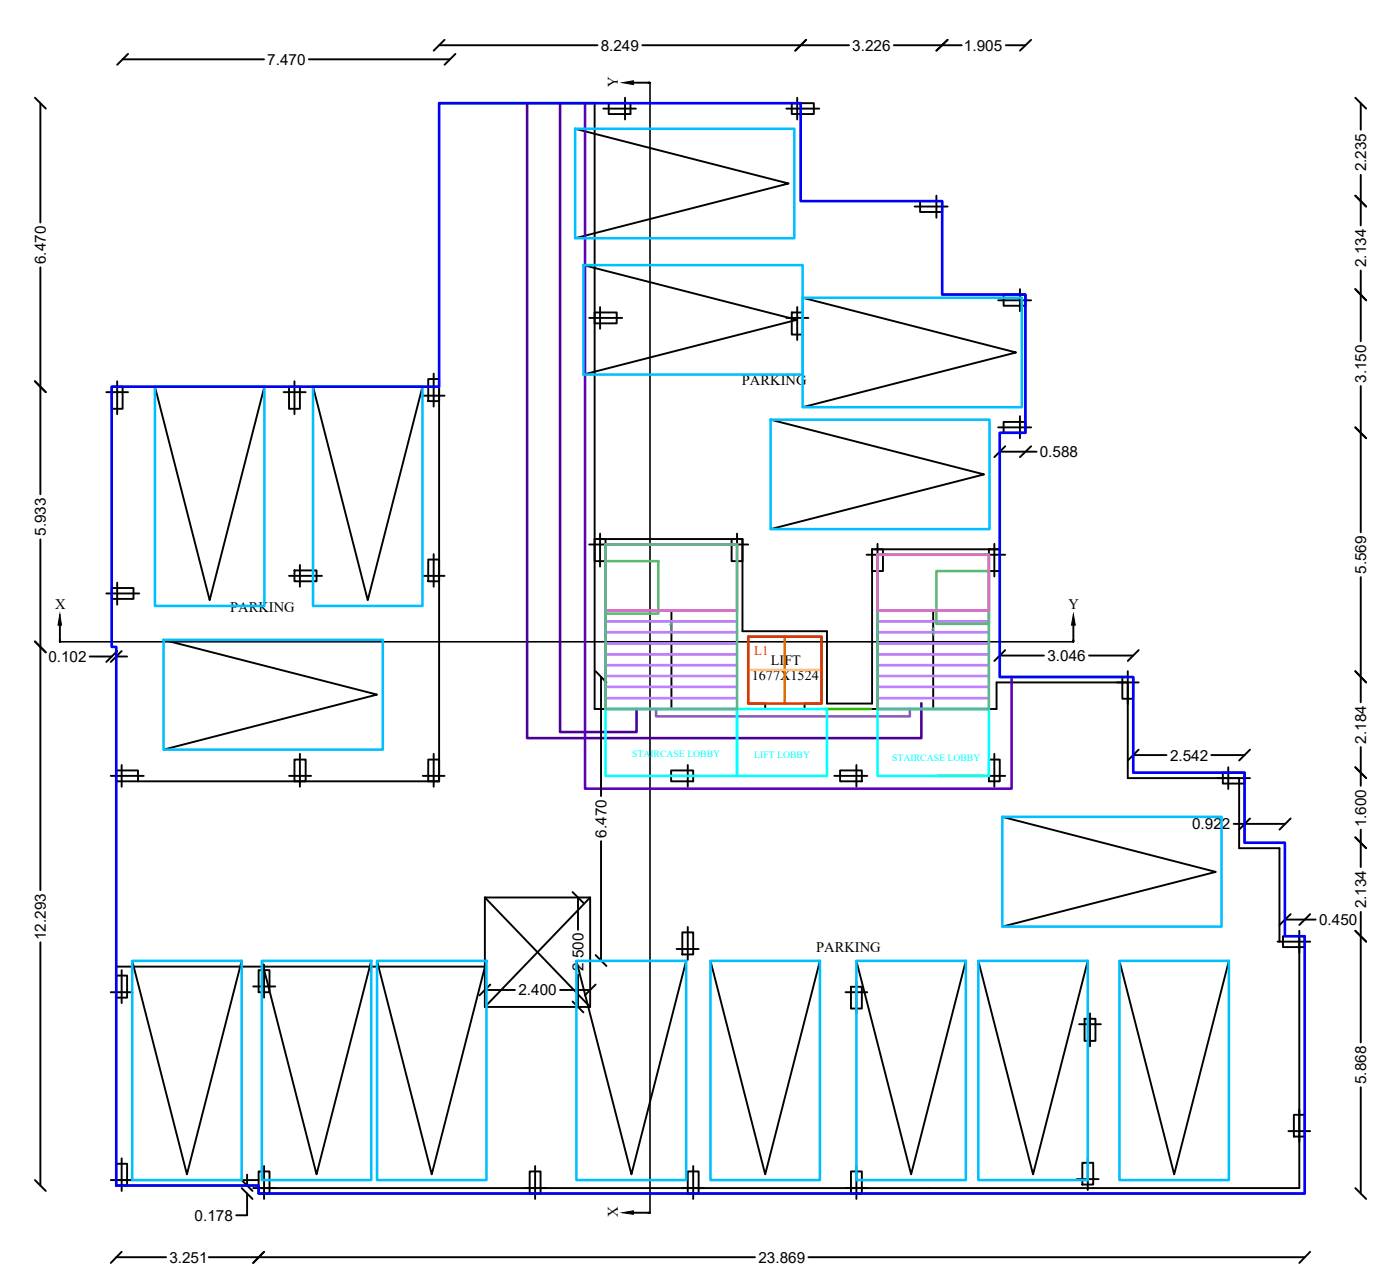 8.249
3.226
1.905
7.470
Y
2.235
6.470
2.134
3.150
PARKING
0.588
5.933
5.569
X
PARKING
Y
0.102
L1
LIFT
1677X1524
3.046
STAIRCASE LOBBY
LIFT LOBBY
STAIRCASE LOBBY
2.184
2.542
6.470
1.600
0.922
12.293
2.134
0.450
PARKING
2.500
2.400
5.868
0.178
X
3.251
23.869